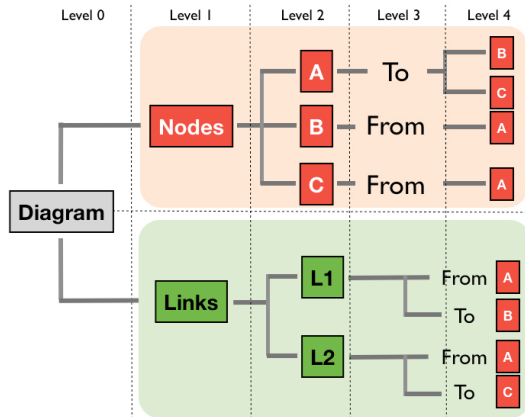 Level 0 Level 1 Level 2 Level 3 Level 4
B
A To
C
Nodes B From A
C From A
Diagram
L1 From A
Links To B
L2 From A
To C